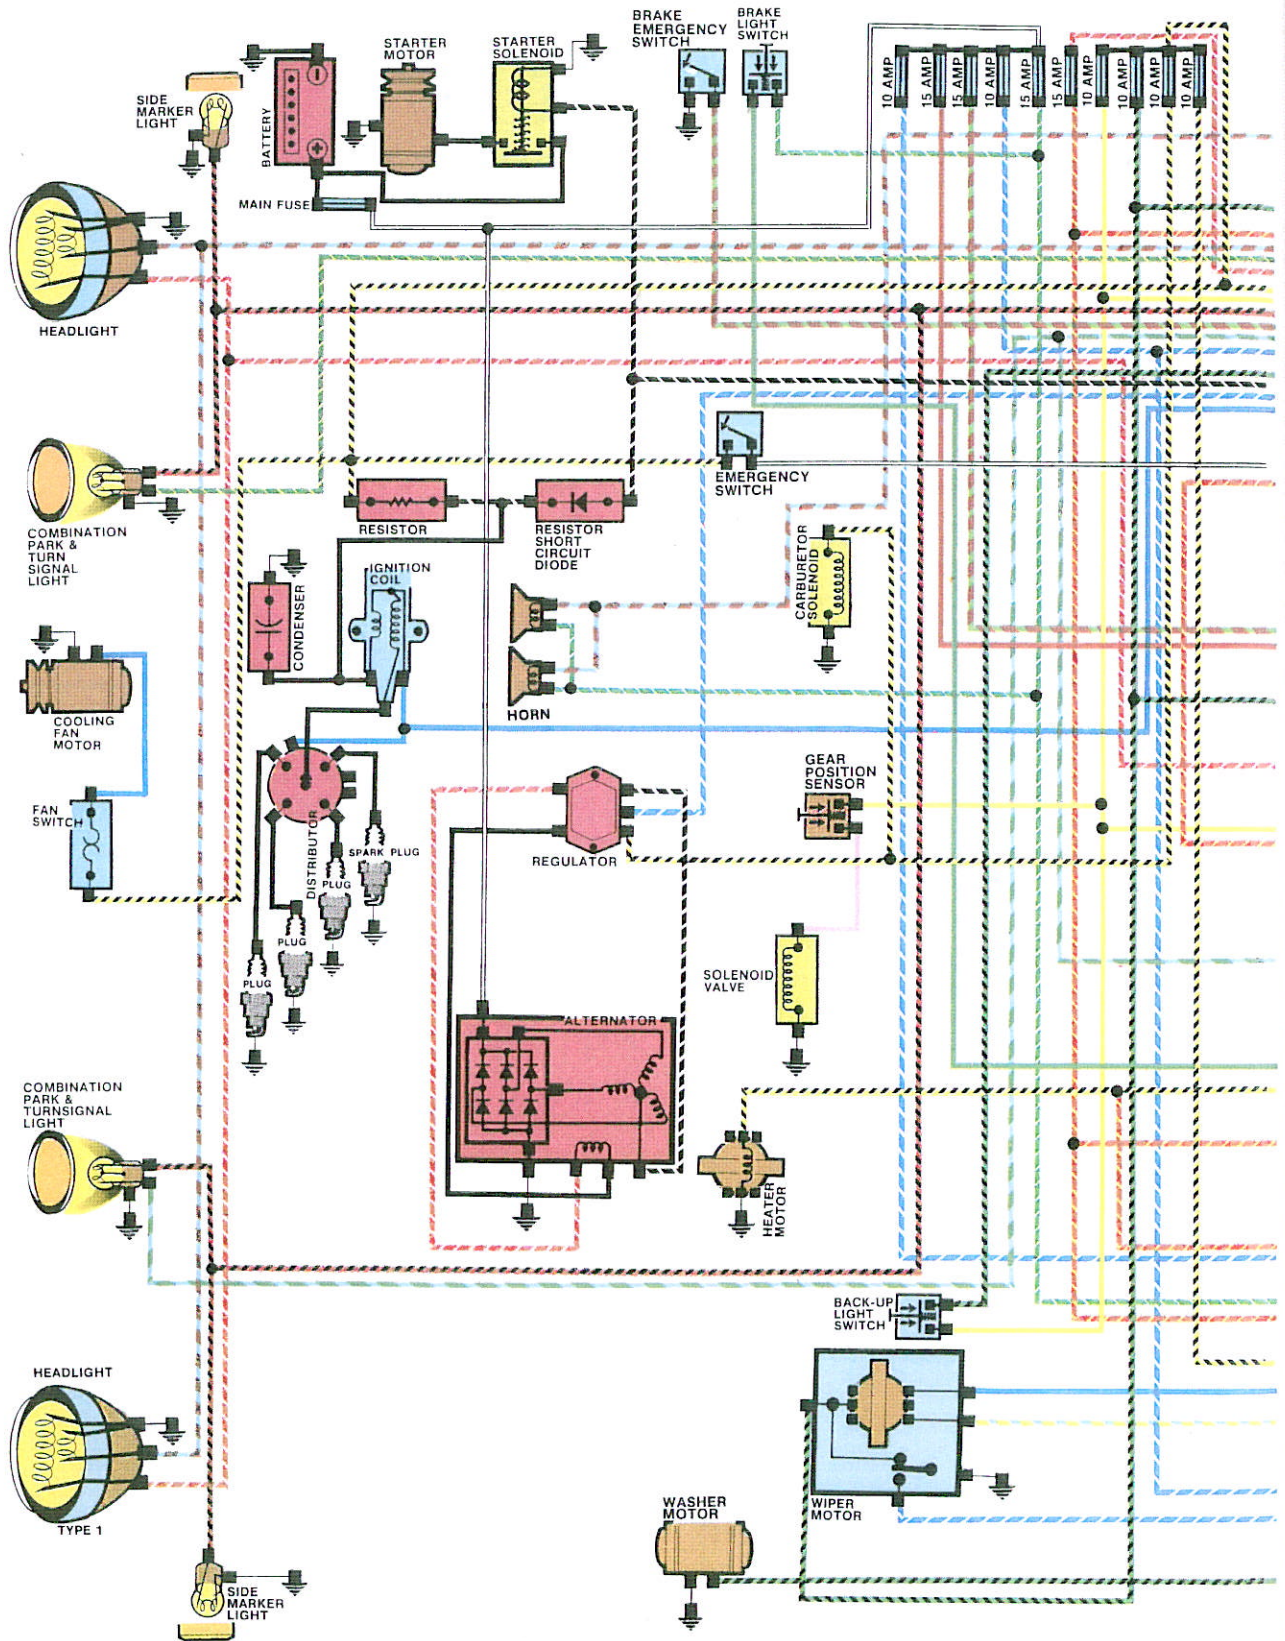 BRAKE
EMERGENCY
SWITCH
BRAKE
LIGHT
SWITCH
STARTER
MOTOR
STARTER
SOLENOID
10 AMP
15 AMP
15 AMP
10 AMP
15 AMP
15 AMP
10 AMP
10 AMP
10 AMP
10 AMP
SIDE
MARKER
LIGHT
BATTERY
MAIN FUSE
HEADLIGHT
EMERGENCY
SWITCH
COMBINATION
PARK &
TURN
SIGNAL
LIGHT
RESISTOR
RESISTOR
SHORT
CIRCUIT
DIODE
CARBURETOR
SOLENOID
IGNITION
COIL
CONDENSER
COOLING
FAN
MOTOR
HORN
GEAR
POSITION
SENSOR
FAN
SWITCH
DISTRIBUTOR
SPARK PLUG
PLUG
PLUG
PLUG
REGULATOR
SOLENOID
VALVE
ALTERNATOR
COMBINATION
PARK &
TURNSIGNAL
LIGHT
HEATER
MOTOR
BACK-UP
LIGHT
SWITCH
HEADLIGHT
TYPE 1
WASHER
MOTOR
WIPER
MOTOR
SIDE
MARKER
LIGHT